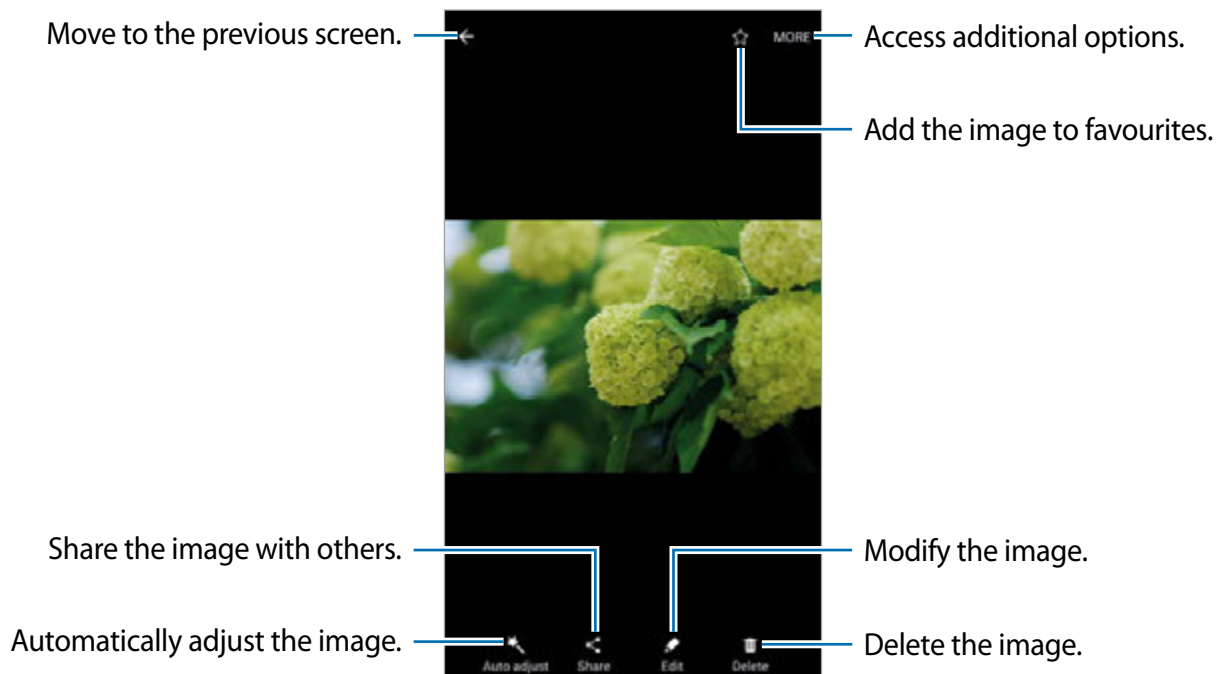 Move to the previous screen.
MORE
Access additional options.
Add the image to favourites.
Share the image with others.
Modify the image.
Automatically adjust the image.
Delete the image.
Auto adjust
Share
Edit
Delete